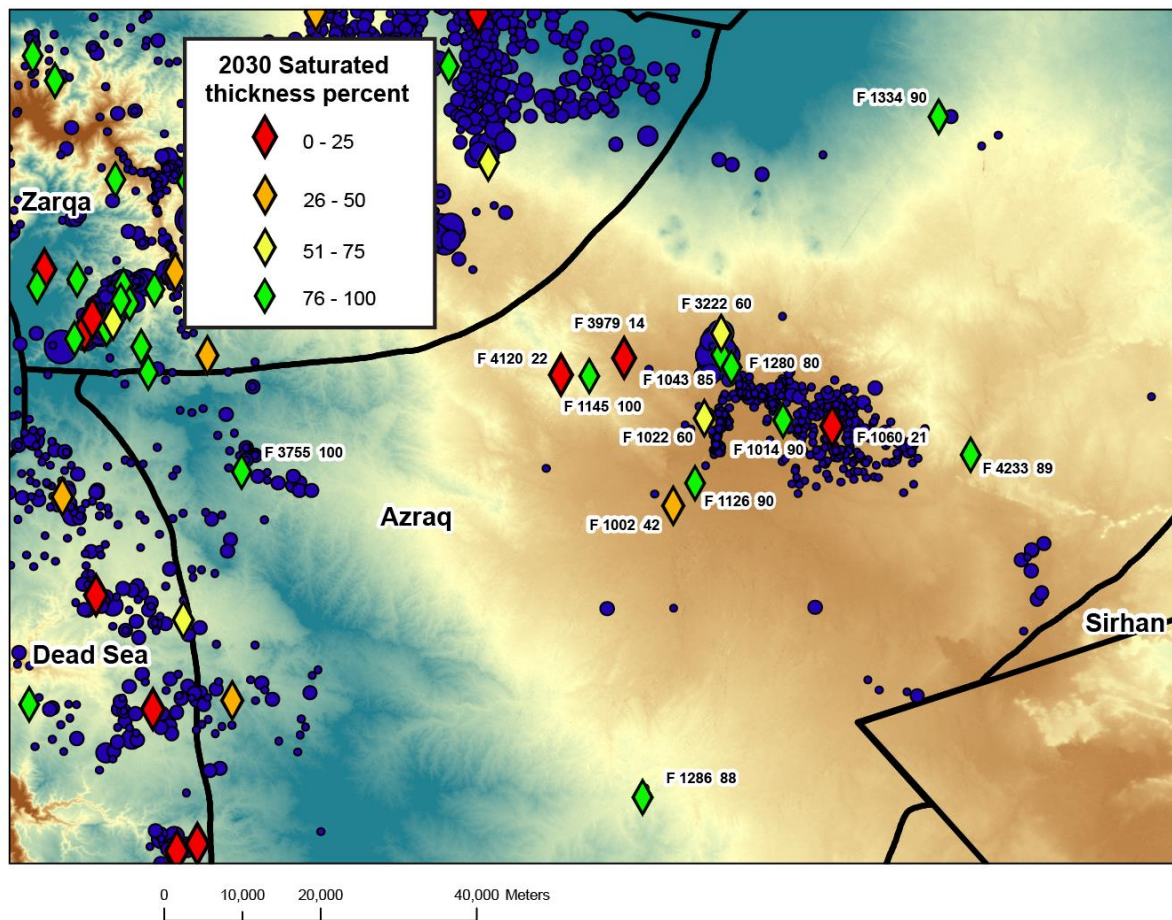 2030 Saturated
thickness percent
0 - 25
26 - 50
51 - 75
76 - 100
F 1334 90
Zarqa
F 3222 60
F 3979 14
F 4120 22
F 1043 85
F 1280 80
F 1145 100
F 1022 60
F 1014 90
F 1060 21
F 3755 100
F 4233 89
F 1126 90
Azraq
F 1002 42
Sirhan
Dead Sea
F 1286 88
0
10,000
20,000
40,000 Meters